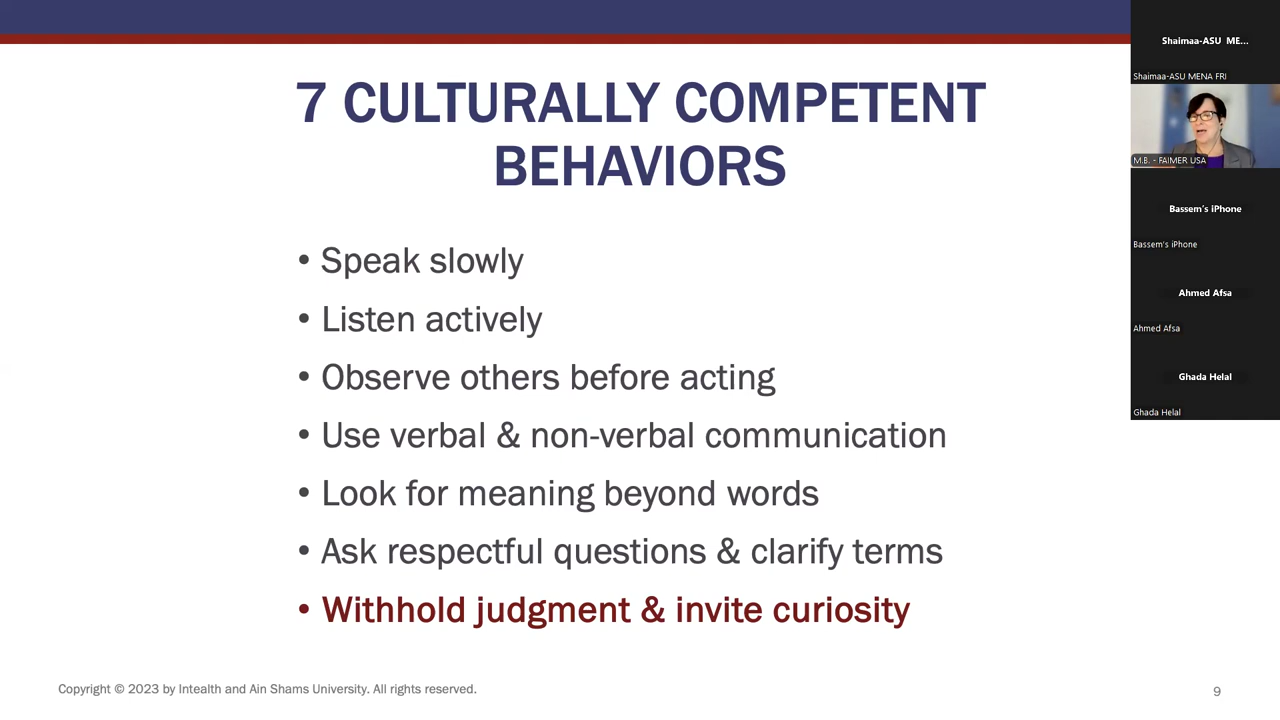 7 CULTURALLY COMPETENT
BEHAVIORS
• Speak slowly
• Listen actively
• Observe others before acting
• Use verbal & non-verbal communication
• Look for meaning beyond words
• Ask respectful questions & clarify terms
• Withhold judgment & invite curiosity
Copyright © 2023 by Intealth and Ain Shams University. All rights reserved.
9
Shaimaa-ASU ME...
Shaimaa-ASU MENA FRI
M.B. - FAIMER USA
Bassem's iPhone
Bassem's iPhone
Ahmed Afsa
Ahmed Afsa
Ghada Helal
Ghada Helal